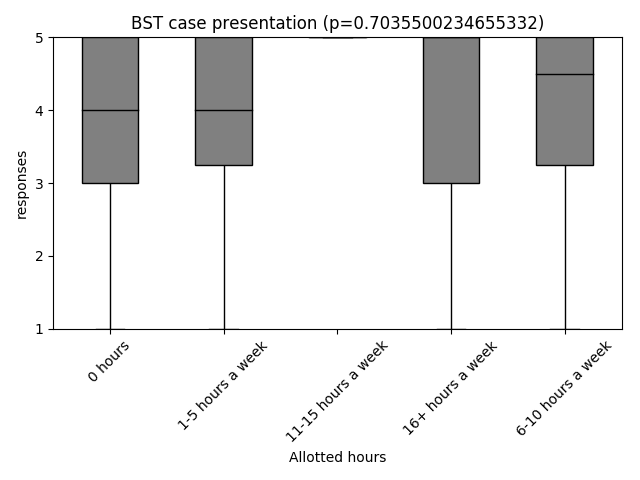 BST case presentation (p=0.7035500234655332)
5
4
3
2
1
responses
0 hours
1-5 hours a week
11-15 hours a week
16+ hours a week
6-10 hours a week
Allotted hours